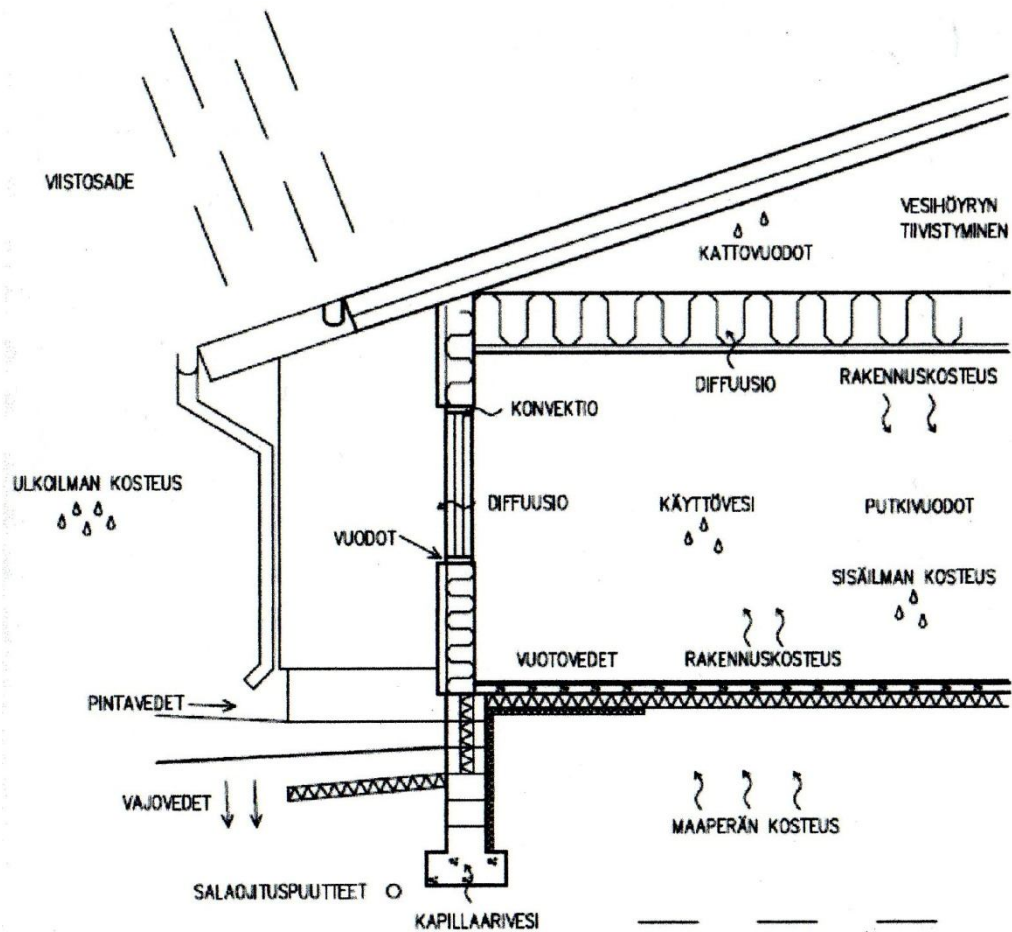 VIISTOSADE
VESIHÖYRYN
TIIVISTYMINEN
KATTOVUODOT
DIFFUUSIO
RAKENNUSKOSTEUS
KONVEKTIO
ULKOILMAN KOSTEUS
DIFFUUSIO
KÄYTTÖVESI
PUTKIVUODOT
VUODOT
SISÄILMAN KOSTEUS
VUOTOVEDET
RAKENNUSKOSTEUS
PINTAVEDET
VAJOVEDET
MAAPERÄN KOSTEUS
SALAOJITUSPUUTTEET
KAPILLAARIVESI